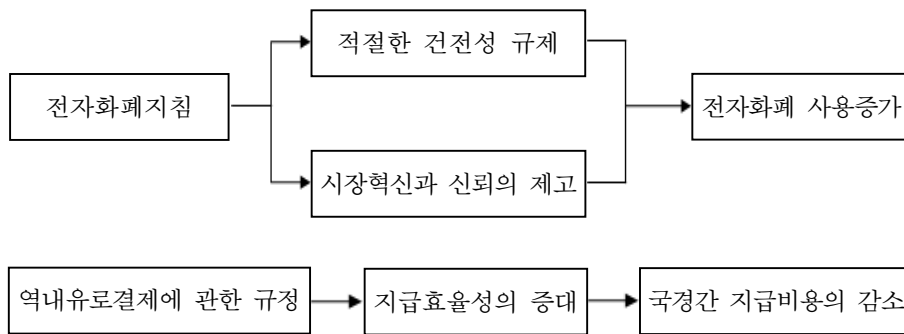 적절한 건전성 규제
전자화폐지침
전자화폐 사용증가
시장혁신과 신뢰의 제고
역내유로결제에 관한 규정
지급효율성의 증대
국경간 지급비용의 감소